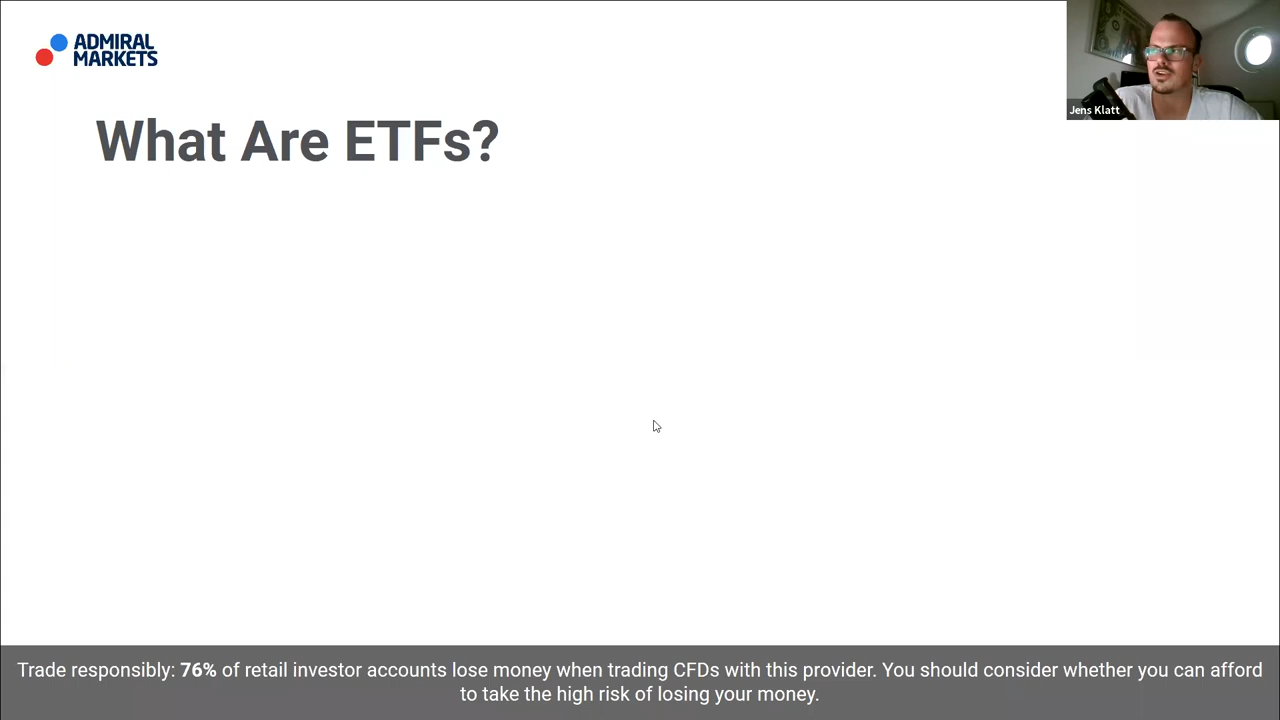 ADMIRAL
MARKETS
Jens Klatt
What Are ETFs?
Trade responsibly: 76% of retail investor accounts lose money when trading CFDs with this provider. You should consider whether you can afford
to take the high risk of losing your money.